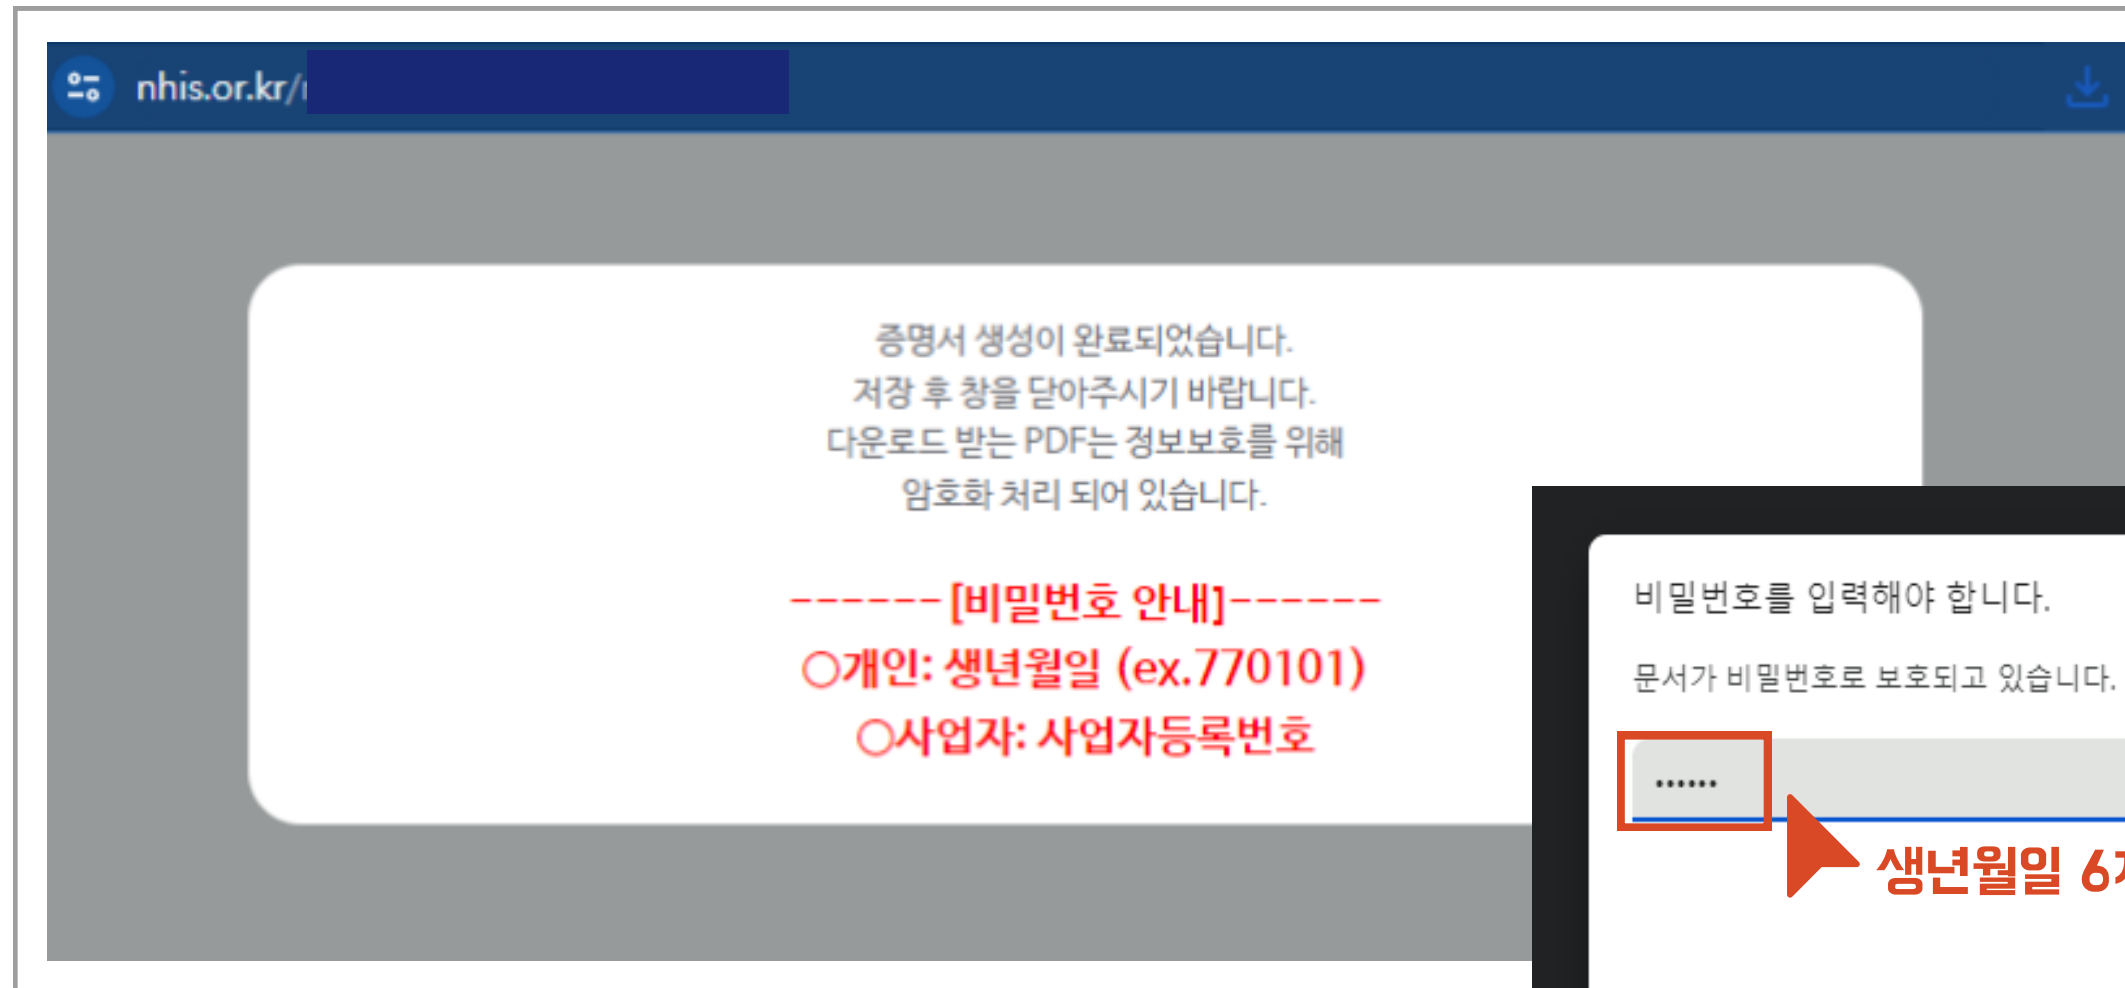 nhis.or.kr/
증명서 생성이 완료되었습니다.
저장 후 창을 닫아주시기 바랍니다.
다운로드 받는 PDF는 정보보호를 위해
암호화 처리 되어 있습니다.
------[비밀번호 안내]------
○개인: 생년월일 (ex.770101)
○사업자: 사업자등록번호
비밀번호를 입력해야 합니다.
문서가 비밀번호로 보호되고 있습니다.
••••••
생년월일 6